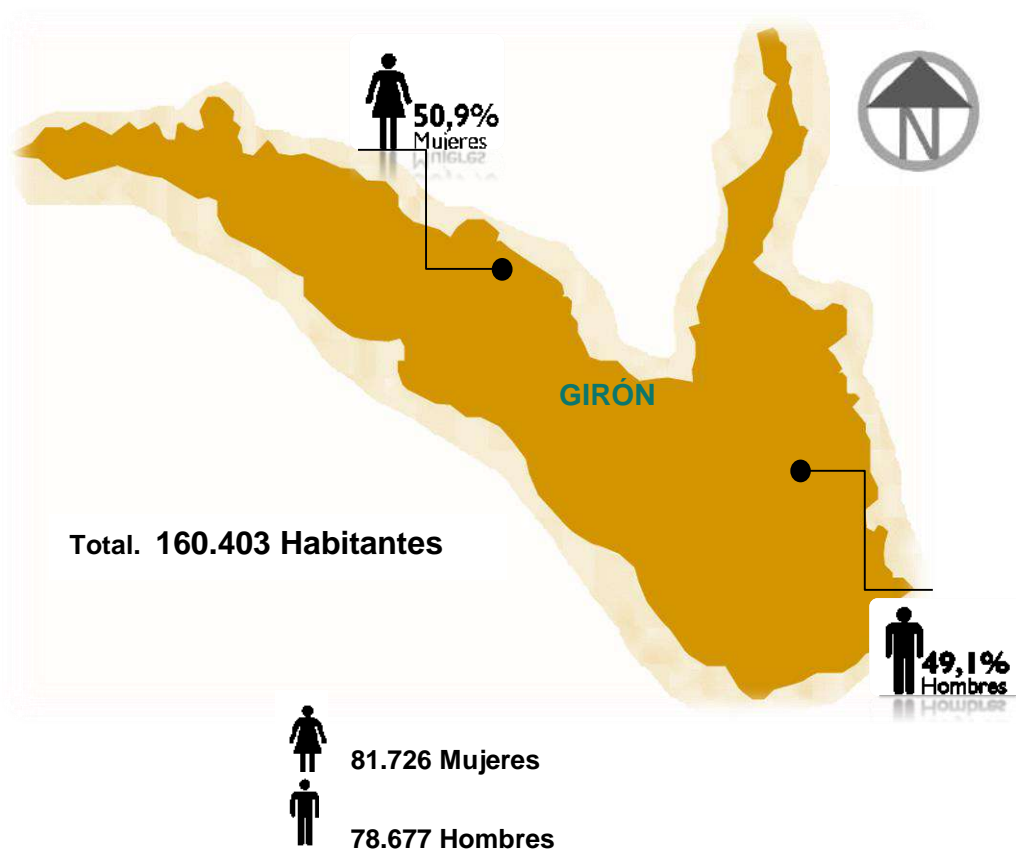 50,9%
Mujeres
N
GIRÓN
Total. 160.403 Habitantes
49,1%
Hombres
81.726 Mujeres
78.677 Hombres